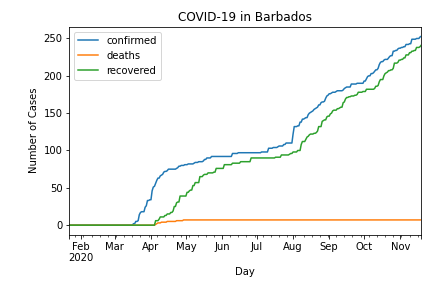 COVID-19 in Barbados
confirmed
deaths
recovered
Number of Cases
250
200
150
100
50
0
Feb Mar Apr May Jun Jul Aug Sep Oct Nov
2020
Day